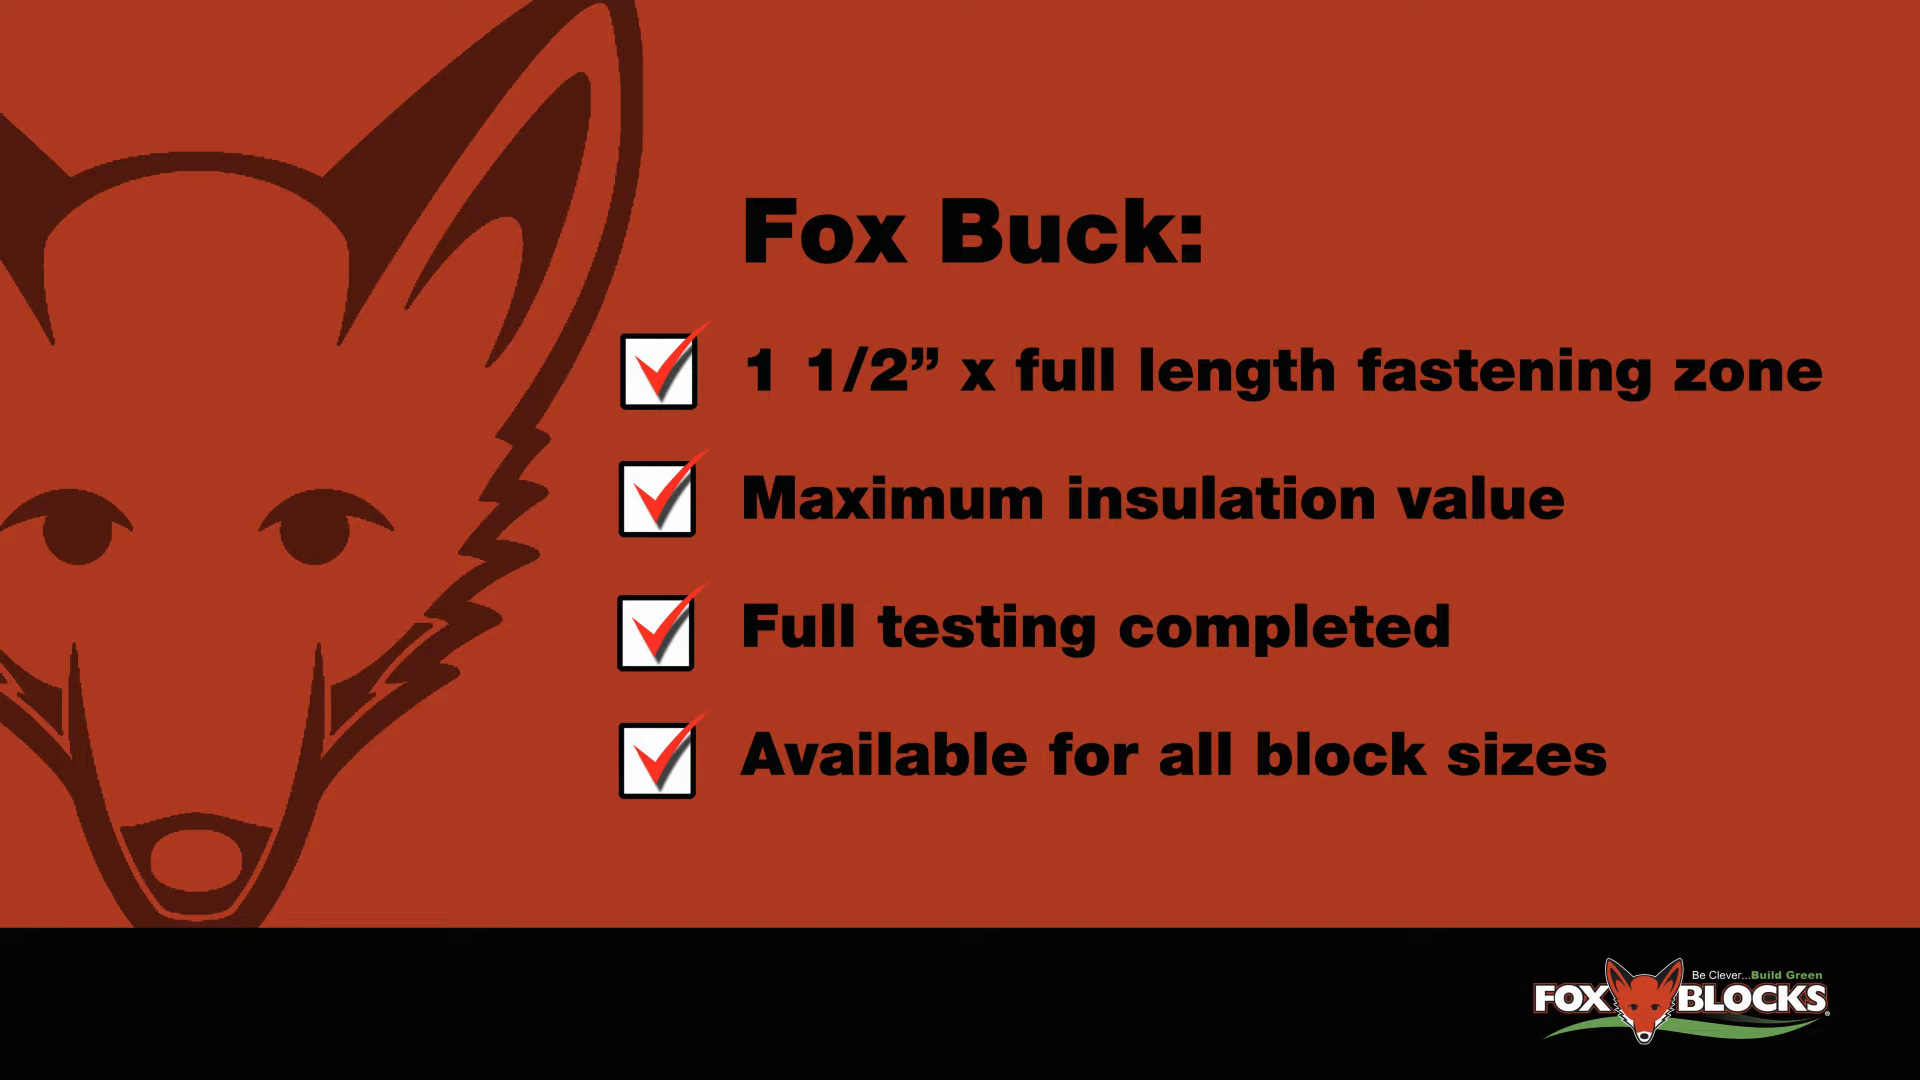 Fox Buck:
1 1/2” x full length fastening zone
Maximum insulation value
Full testing completed
Available for all block sizes
Be Clever...Build Green
FOX BLOCKS®